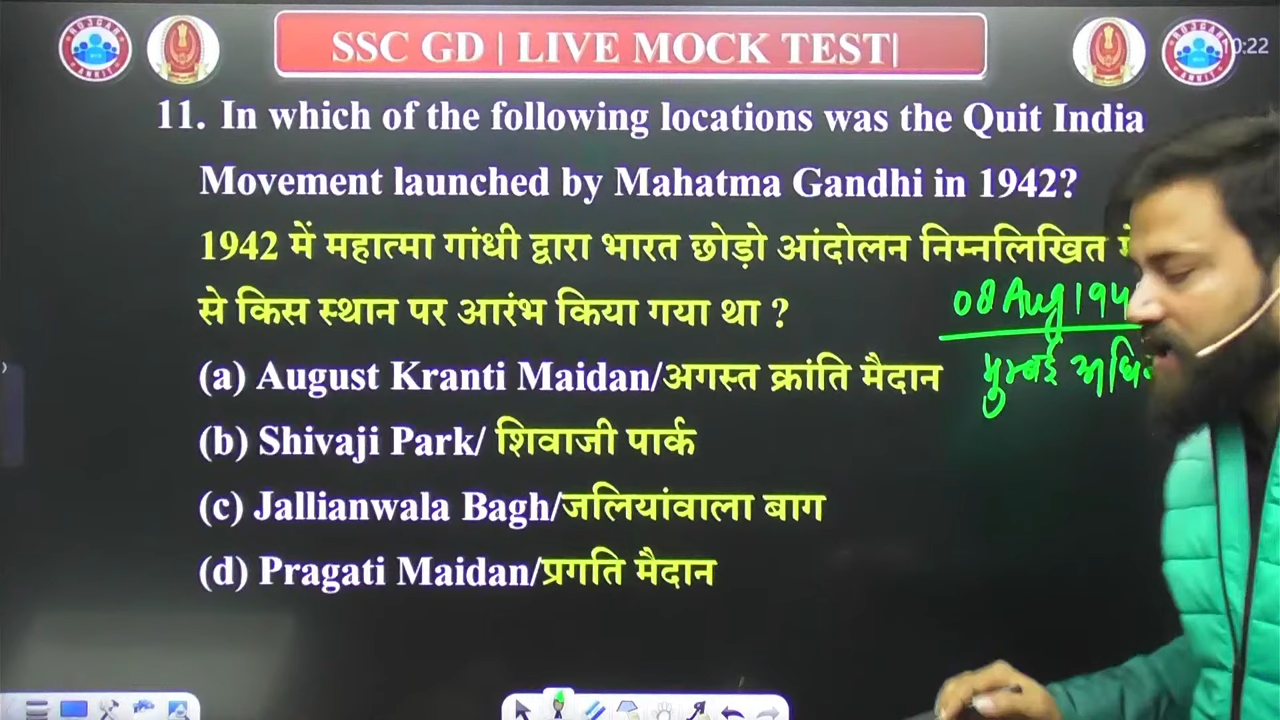 SSC GD | LIVE MOCK TEST|
11. In which of the following locations was the Quit India
Movement launched by Mahatma Gandhi in 1942?
1942 में महात्मा गांधी द्वारा भारत छोड़ो आंदोलन निम्नलिखित में
से किस स्थान पर आरंभ किया गया था ?
08 Aug 194
(a) August Kranti Maidan/अगस्त क्रांति मैदान
मुम्बई
(b) Shivaji Park/ शिवाजी पार्क
(c) Jallianwala Bagh/जलियांवाला बाग
(d) Pragati Maidan/प्रगति मैदान